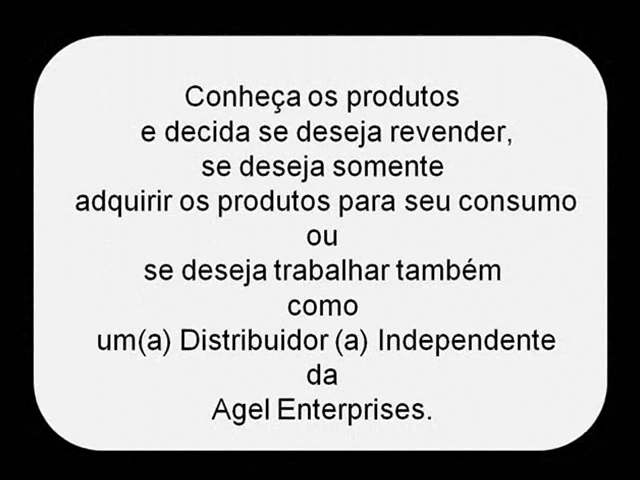 Conheça os produtos
e decida se deseja revender,
se deseja somente
adquirir os produtos para seu consumo
ou
se deseja trabalhar também
como
um(a) Distribuidor (a) Independente
da
Agel Enterprises.